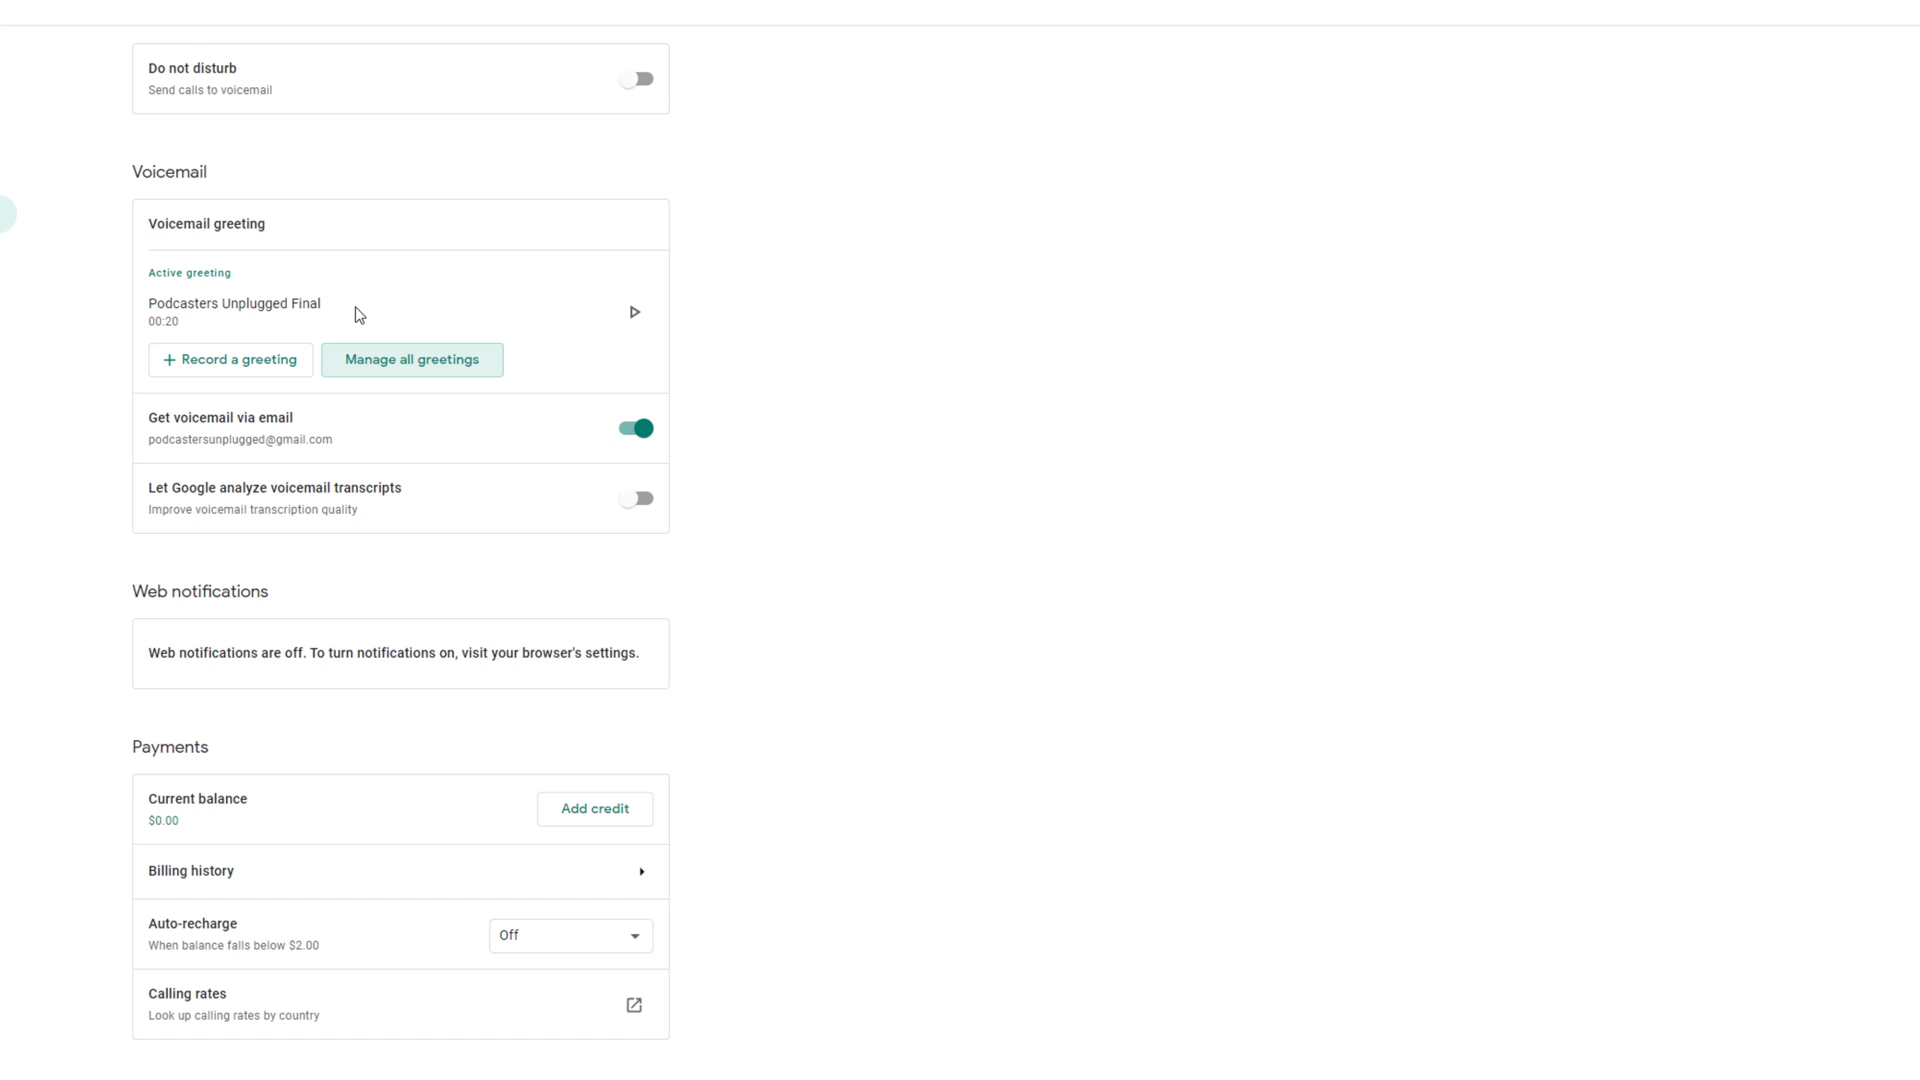 Do not disturb
Send calls to voicemail
Voicemail
Voicemail greeting
Active greeting
Podcasters Unplugged Final
00:20
+ Record a greeting
Manage all greetings
Get voicemail via email
podcastersunplugged@gmail.com
Let Google analyze voicemail transcripts
Improve voicemail transcription quality
Web notifications
Web notifications are off. To turn notifications on, visit your browser's settings.
Payments
Current balance
$0.00
Add credit
Billing history
Auto-recharge
When balance falls below $2.00
Off
Calling rates
Look up calling rates by country